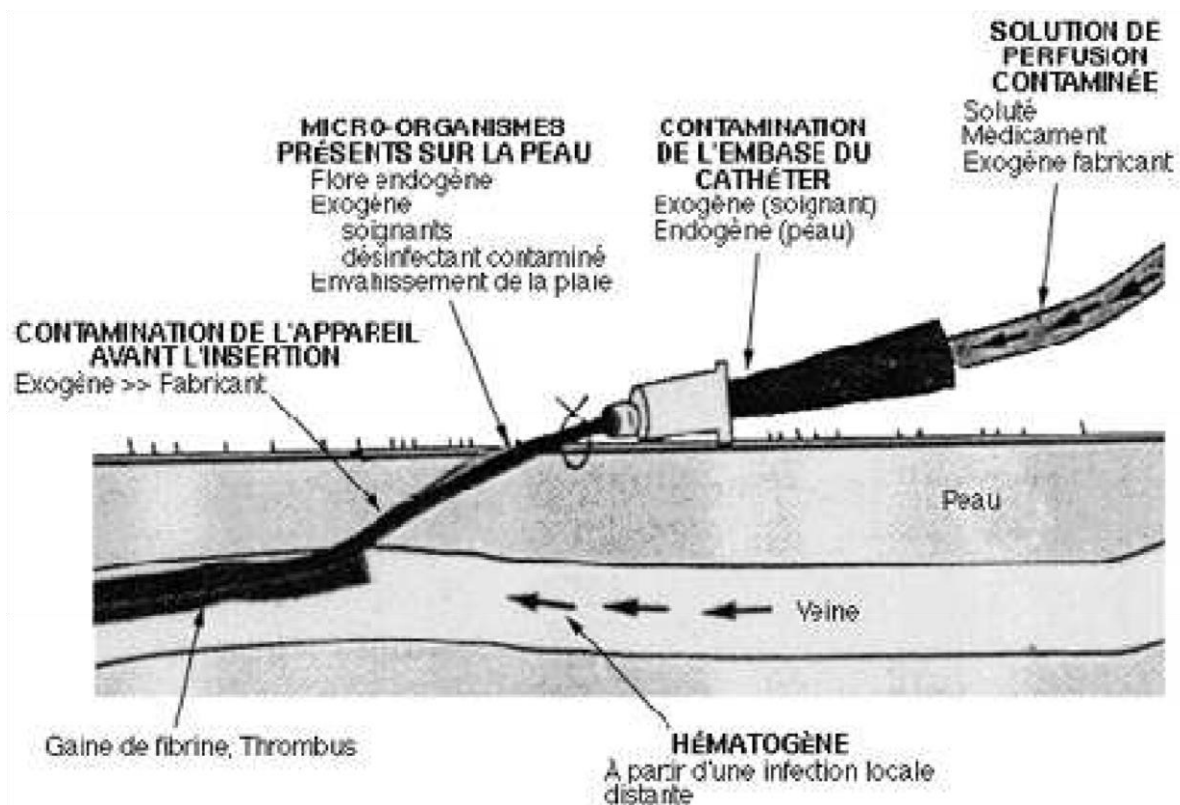 SOLUTION DE
PERFUSION
CONTAMINÉE
Soluté
Médicament
Exogène fabricant
MICRO-ORGANISMES
PRÉSENTS SUR LA PEAU
Flore endogène
Exogène
soignants
désinfectant contaminé
Envahissement de la plaie
CONTAMINATION
DE L'EMBASE DU
CATHÉTER
Exogène (soignant)
Endogène (peau)
CONTAMINATION DE L'APPAREIL
AVANT L'INSERTION
Exogène >> Fabricant
Peau
Veine
Gaine de fibrine, Thrombus
HÉMATOGÈNE
À partir d'une infection locale
distante